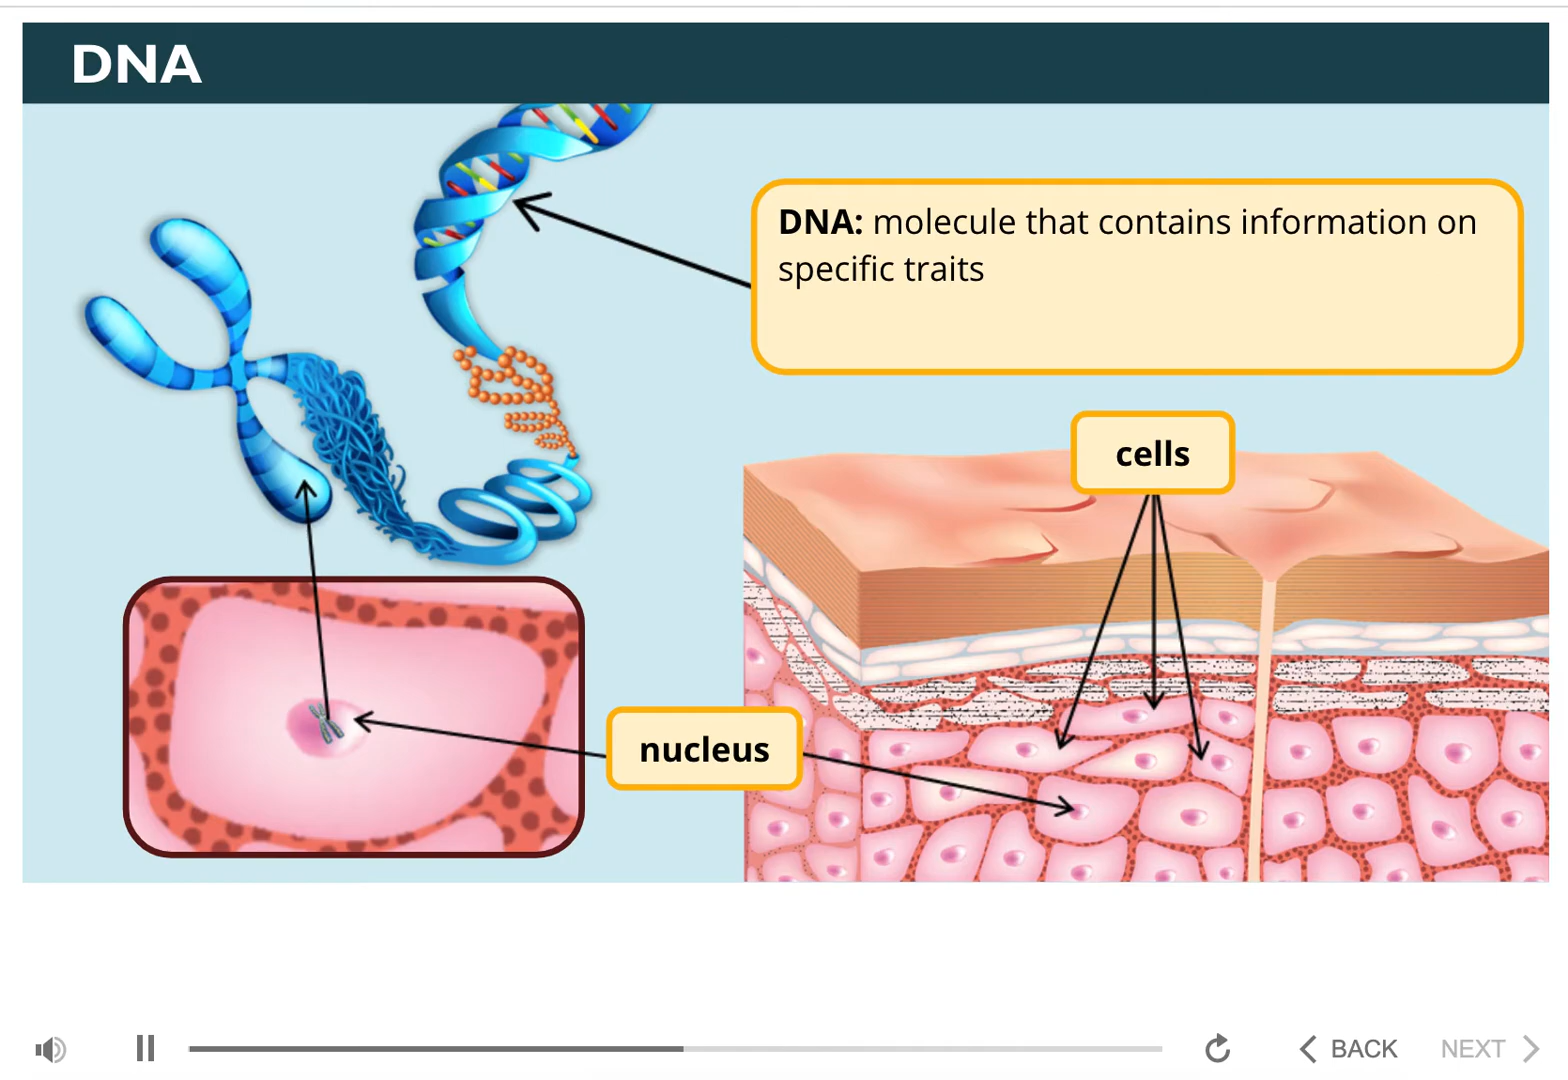 DNA
DNA: molecule that contains information on
specific traits
cells
nucleus
BACK
NEXT